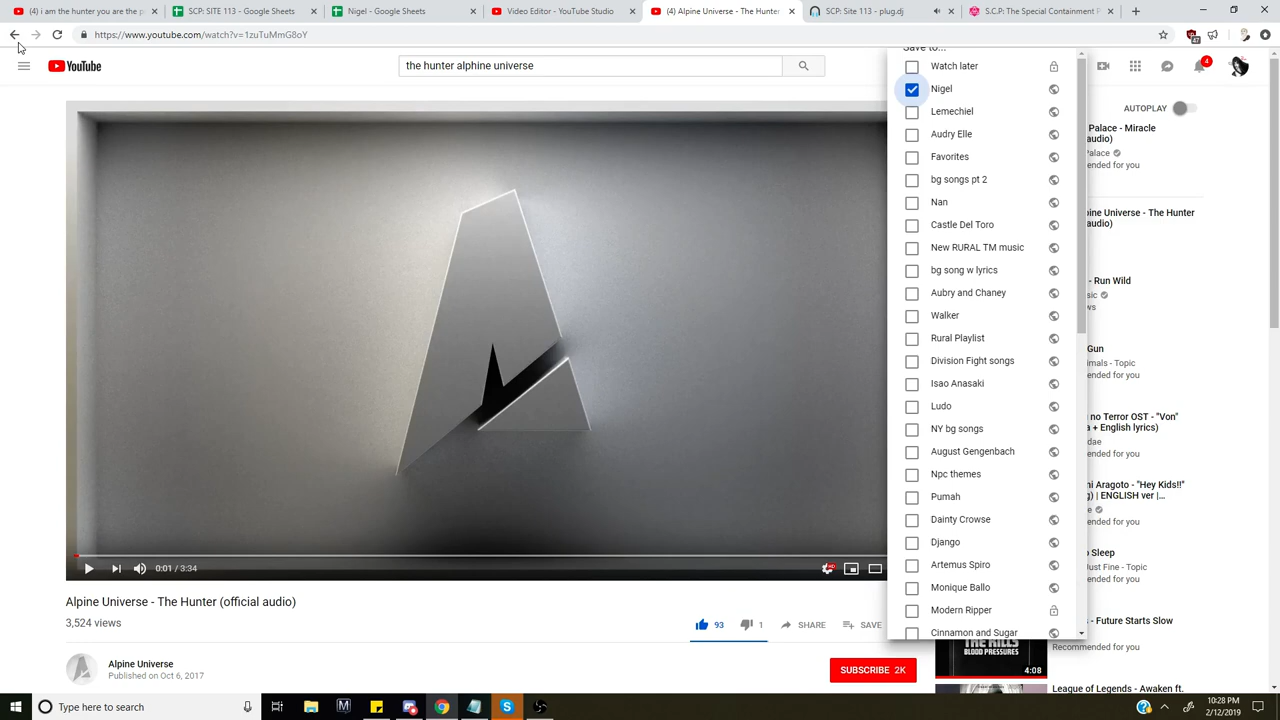 (4) i am the hunter you are the p
SCP: SITE 113 - Google Sheets
Nigel - Google Sheets
Video Editor - YouTube Studio
(4) Alpine Universe - The Hunter
SCP: Site 113 - plug.dj
S.C.P: The Special Containment P
https://www.youtube.com/watch?v=1zuTuMmG8oY
47
YouTube
the hunter alphine universe
4
Save to...
Watch later
Nigel
Lemechiel
Audry Elle
Favorites
bg songs pt 2
Nan
Castle Del Toro
New RURAL TM music
bg song w lyrics
Aubry and Chaney
Walker
Rural Playlist
Division Fight songs
Isao Anasaki
Ludo
NY bg songs
August Gengenbach
Npc themes
Pumah
Dainty Crowse
Django
Artemus Spiro
Monique Ballo
Modern Ripper
Cinnamon and Sugar
AUTOPLAY
Palace - Miracle
audio)
Palace
ended for you
pine Universe - The Hunter
audio)
- Run Wild
sic
ws
Gun
imals - Topic
ended for you
no Terror OST - "Von"
a + English lyrics)
dae
ended for you
ni Aragoto - "Hey Kids!!"
g) | ENGLISH ver |...
e
ended for you
o Sleep
Just Fine - Topic
ended for you
s - Future Starts Slow
Recommended for you
THE KILLS
BLOOD PRESSURES
4:08
League of Legends - Awaken ft.
0:01 / 3:34
HD
Alpine Universe - The Hunter (official audio)
3,524 views
93
1
SHARE
SAVE
Alpine Universe
Published on Oct 6, 2017
SUBSCRIBE 2K
Type here to search
10:28 PM
2/12/2019